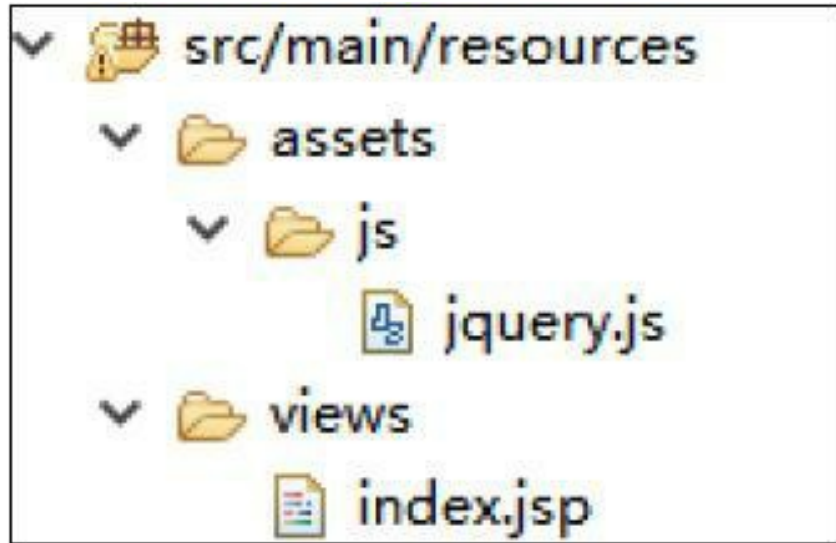 src/main/resources
assets
js
jquery.js
views
index.jsp